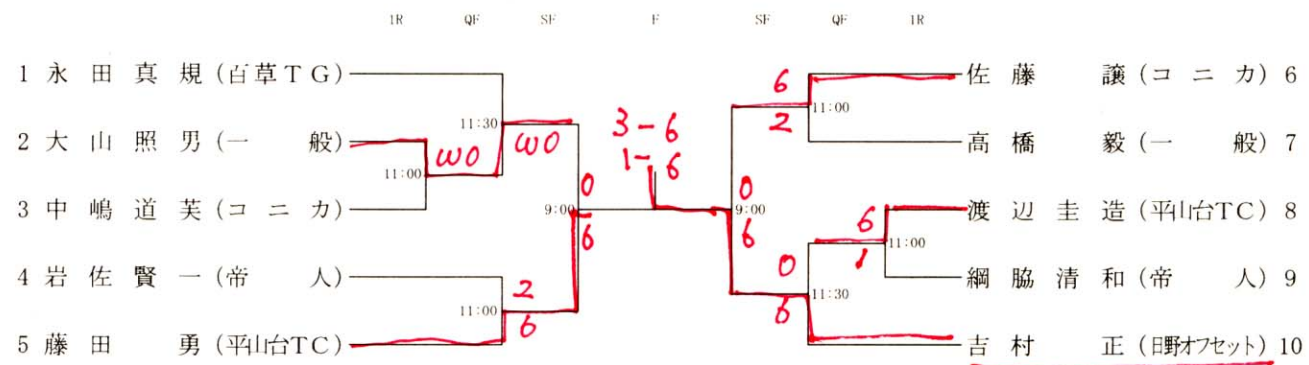 1R QF SF F SF QF 1R
1 永田真規 (百草TG)
2 大山照男 (一般)
3 中嶋道芙 (コニカ)
4 岩佐賢一 (帝人)
5 藤田勇 (平山台TC)
11:30
11:00
WO
WO
11:00
2
6
9:00
0
6
3-6
1-6
佐藤譲 (コニカ) 6
高橋毅 (一般) 7
渡辺圭造 (平山台TC) 8
綱脇清和 (帝人) 9
吉村正 (日野オフセット) 10
6
2
11:00
6
1
11:00
0
6
11:30
0
6
9:00